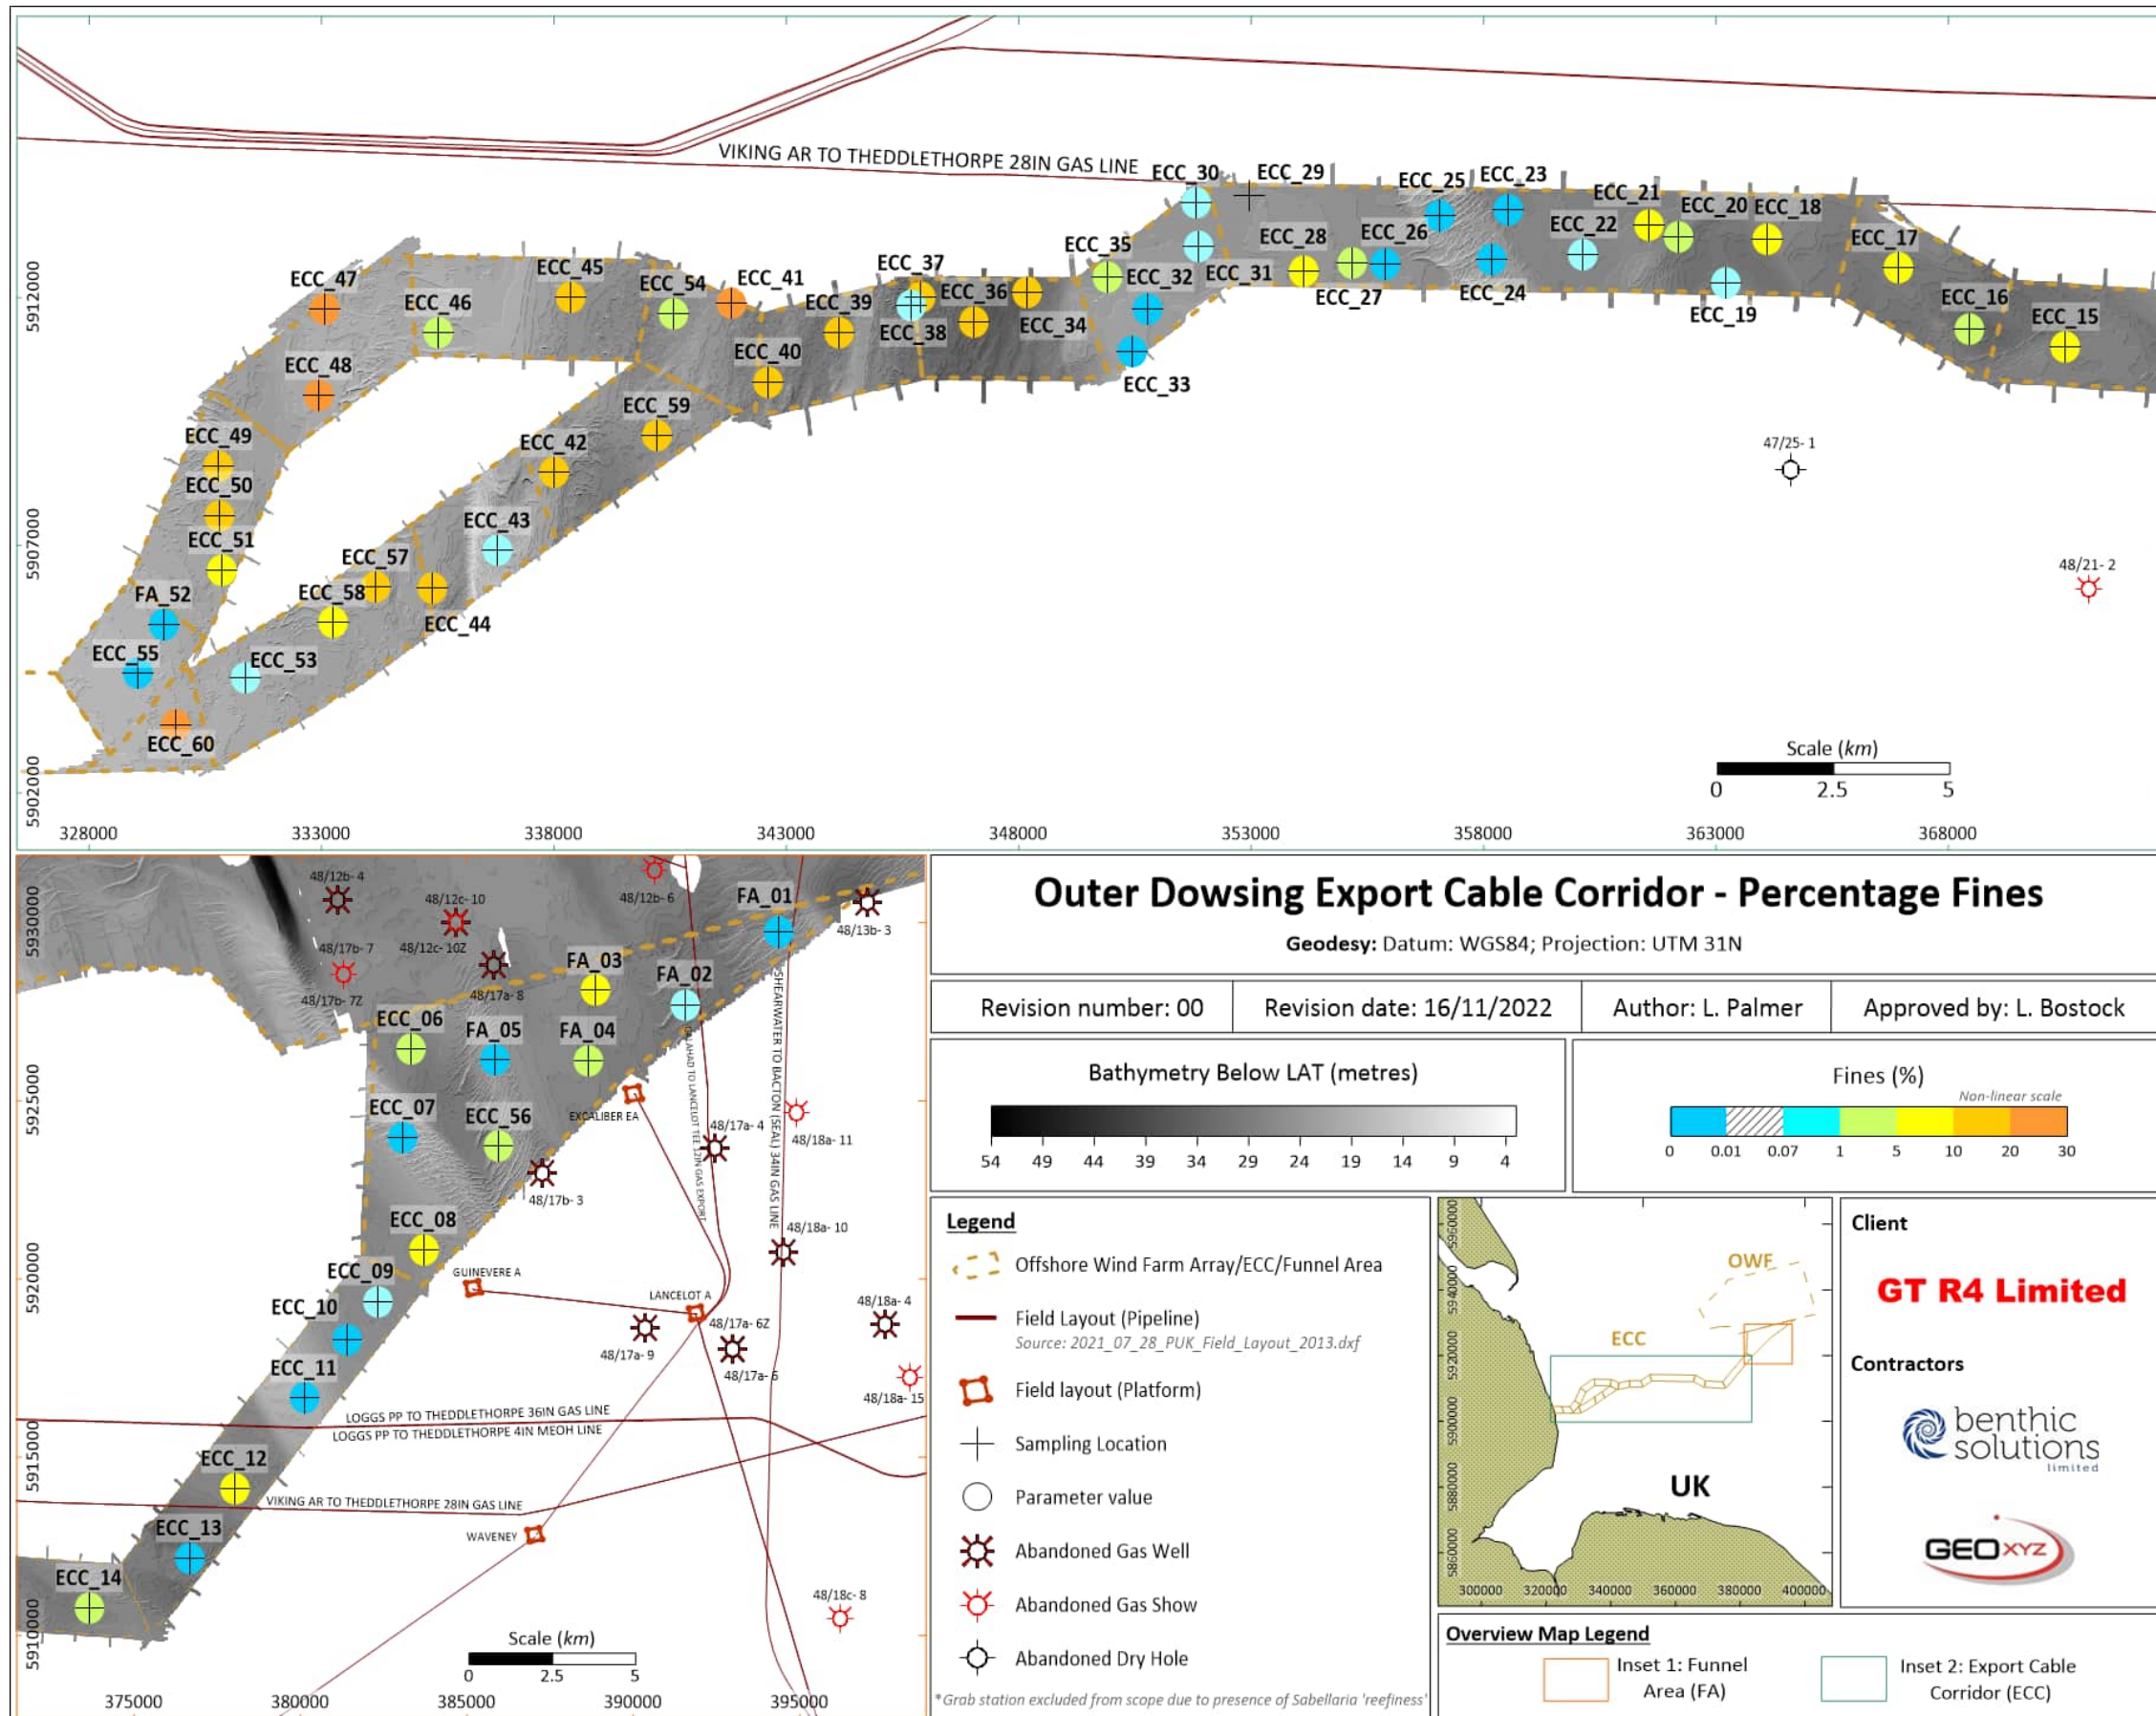 VIKING AR TO THEDDLETHORPE 28IN GAS LINE
ECC_30
ECC_29
ECC_25
ECC_23
ECC_21
ECC_20
ECC_18
ECC_22
ECC_17
ECC_28
ECC_26
ECC_35
ECC_32
ECC_31
ECC_27
ECC_24
ECC_19
ECC_16
ECC_15
ECC_47
ECC_46
ECC_45
ECC_54
ECC_41
ECC_37
ECC_39
ECC_36
ECC_38
ECC_34
ECC_33
ECC_48
ECC_40
ECC_59
ECC_49
ECC_42
ECC_50
ECC_43
ECC_51
ECC_57
FA_52
ECC_58
ECC_44
ECC_55
ECC_53
ECC_60
47/25- 1
48/21- 2
5912000
5907000
5902000
Scale (km)
0 2.5 5
328000 333000 338000 343000 348000 353000 358000 363000 368000
48/12b- 4
48/12c- 10
48/12b- 6
FA_01
48/13b- 3
48/17b- 7
48/12c- 10Z
48/17b- 7Z
48/17a- 8
FA_03
FA_02
ECC_06
FA_05
FA_04
ECC_07
ECC_56
EXCALIBER EA
48/17a- 4
48/18a- 11
48/17b- 3
SHEARWATER TO BACTON (SEAL) 34IN GAS LINE
ECC_08
48/18a- 10
ECC_09
GUINEVERE A
ECC_10
LANCELOT A
48/18a- 4
48/17a- 6Z
48/17a- 9
ECC_11
48/17a- 6
48/18a- 15
LOGGS PP TO THEDDLETHORPE 36IN GAS LINE
LOGGS PP TO THEDDLETHORPE 4IN MEOH LINE
ECC_12
VIKING AR TO THEDDLETHORPE 28IN GAS LINE
ECC_13
WAVENEY
ECC_14
48/18c- 8
5930000
5925000
5920000
5915000
5910000
Scale (km)
0 2.5 5
375000 380000 385000 390000 395000
Outer Dowsing Export Cable Corridor - Percentage Fines
Geodesy: Datum: WGS84; Projection: UTM 31N
Revision number: 00
Revision date: 16/11/2022
Author: L. Palmer
Approved by: L. Bostock
Bathymetry Below LAT (metres)
54 49 44 39 34 29 24 19 14 9 4
Fines (%)
Non-linear scale
0 0.01 0.07 1 5 10 20 30
Legend
Offshore Wind Farm Array/ECC/Funnel Area
Field Layout (Pipeline)
Source: 2021_07_28_PUK_Field_Layout_2013.dxf
Field layout (Platform)
Sampling Location
Parameter value
Abandoned Gas Well
Abandoned Gas Show
Abandoned Dry Hole
*Grab station excluded from scope due to presence of Sabellaria 'reefiness'
OWF
ECC
UK
5950000
5940000
5920000
5900000
5880000
5860000
300000 320000 340000 360000 380000 400000
Overview Map Legend
Inset 1: Funnel
Area (FA)
Inset 2: Export Cable
Corridor (ECC)
Client
GT R4 Limited
Contractors
benthic
solutions
limited
GEOXYZ